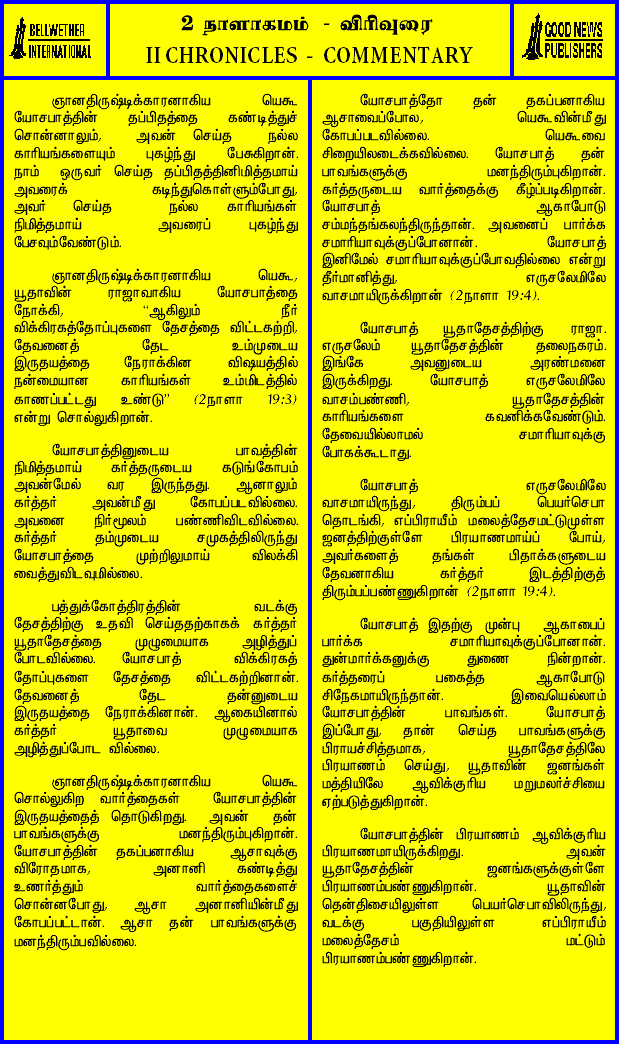 BELLWETHER
INTERNATIONAL
2 நாளாகமம் - விரிவுரை
II CHRONICLES - COMMENTARY
GOOD NEWS
PUBLISHERS
ஞானதிருஷ்டிக்காரனாகிய யெகூ
யோசபாத்தின் தப்பிதத்தை கண்டித்துச்
சொன்னாலும், அவன் செய்த நல்ல
காரியங்களையும் புகழ்ந்து பேசுகிறான்.
நாம் ஒருவர் செய்த தப்பிதத்தினிமித்தமாய்
அவரைக் கடிந்துகொள்ளும்போது,
அவர் செய்த நல்ல காரியங்கள்
நிமித்தமாய் அவரைப் புகழ்ந்து
பேசவும்வேண்டும்.
ஞானதிருஷ்டிக்காரனாகிய யெகூ,
யூதாவின் ராஜாவாகிய யோசபாத்தை
நோக்கி, “ஆகிலும் நீர்
விக்கிரகத்தோப்புகளை தேசத்தை விட்டகற்றி,
தேவனைத் தேட உம்முடைய
இருதயத்தை நேராக்கின விஷயத்தில்
நன்மையான காரியங்கள் உம்மிடத்தில்
காணப்பட்டது உண்டு” (2நாளா 19:3)
என்று சொல்லுகிறான்.
யோசபாத்தினுடைய பாவத்தின்
நிமித்தமாய் கர்த்தருடைய கடுங்கோபம்
அவன்மேல் வர இருந்தது. ஆனாலும்
கர்த்தர் அவன்மீது கோபப்படவில்லை.
அவனை நிர்மூலம் பண்ணிவிடவில்லை.
கர்த்தர் தம்முடைய சமுகத்திலிருந்து
யோசபாத்தை முற்றிலுமாய் விலக்கி
வைத்துவிடவுமில்லை.
பத்துக்கோத்திரத்தின் வடக்கு
தேசத்திற்கு உதவி செய்ததற்காகக் கர்த்தர்
யூதாதேசத்தை முழுமையாக அழித்துப்
போடவில்லை. யோசபாத் விக்கிரகத்
தோப்புகளை தேசத்தை விட்டகற்றினான்.
தேவனைத் தேட தன்னுடைய
இருதயத்தை நேராக்கினான். ஆகையினால்
கர்த்தர் யூதாவை முழுமையாக
அழித்துப்போட வில்லை.
ஞானதிருஷ்டிக்காரனாகிய யெகூ
சொல்லுகிற வார்த்தைகள் யோசபாத்தின்
இருதயத்தைத் தொடுகிறது. அவன் தன்
பாவங்களுக்கு மனந்திரும்புகிறான்.
யோசபாத்தின் தகப்பனாகிய ஆசாவுக்கு
விரோதமாக, அனானி கண்டித்து
உணர்த்தும் வார்த்தைகளைச்
சொன்னபோது, ஆசா அனானியின்மீது
கோபப்பட்டான். ஆசா தன் பாவங்களுக்கு
மனந்திரும்பவில்லை.
யோசபாத்தோ தன் தகப்பனாகிய
ஆசாவைப்போல, யெகூவின்மீது
கோபப்படவில்லை. யெகூவை
சிறையிலடைக்கவில்லை. யோசபாத் தன்
பாவங்களுக்கு மனந்திரும்புகிறான்.
கர்த்தருடைய வார்த்தைக்கு கீழ்ப்படிகிறான்.
யோசபாத் ஆகாபோடு
சம்மந்தங்கலந்திருந்தான். அவனைப் பார்க்க
சமாரியாவுக்குப்போனான். யோசபாத்
இனிமேல் சமாரியாவுக்குப்போவதில்லை என்று
தீர்மானித்து, எருசலேமிலே
வாசமாயிருக்கிறான் (2நாளா 19:4).
யோசபாத் யூதாதேசத்திற்கு ராஜா.
எருசலேம் யூதாதேசத்தின் தலைநகரம்.
இங்கே அவனுடைய அரண்மனை
இருக்கிறது. யோசபாத் எருசலேமிலே
வாசம்பண்ணி, யூதாதேசத்தின்
காரியங்களை கவனிக்கவேண்டும்.
தேவையில்லாமல் சமாரியாவுக்கு
போகக்கூடாது.
யோசபாத் எருசலேமிலே
வாசமாயிருந்து, திரும்பப் பெயர்செபா
தொடங்கி, எப்பிராயீம் மலைத்தேசமட்டுமுள்ள
ஜனத்திற்குள்ளே பிரயாணமாய்ப் போய்,
அவர்களைத் தங்கள் பிதாக்களுடைய
தேவனாகிய கர்த்தர் இடத்திற்குத்
திரும்பப்பண்ணுகிறான் (2நாளா 19:4).
யோசபாத் இதற்கு முன்பு ஆகாபைப்
பார்க்க சமாரியாவுக்குப்போனான்.
துன்மார்க்கனுக்கு துணை நின்றான்.
கர்த்தரைப் பகைத்த ஆகாபோடு
சிநேகமாயிருந்தான். இவையெல்லாம்
யோசபாத்தின் பாவங்கள். யோசபாத்
இப்போது, தான் செய்த பாவங்களுக்கு
பிராயச்சித்தமாக, யூதாதேசத்திலே
பிரயாணம் செய்து, யூதாவின் ஜனங்கள்
மத்தியிலே ஆவிக்குரிய மறுமலர்ச்சியை
ஏற்படுத்துகிறான்.
யோசபாத்தின் பிரயாணம் ஆவிக்குரிய
பிரயாணமாயிருக்கிறது. அவன்
யூதாதேசத்தின் ஜனங்களுக்குள்ளே
பிரயாணம்பண்ணுகிறான். யூதாவின்
தென்திசையிலுள்ள பெயர்செபாவிலிருந்து,
வடக்கு பகுதியிலுள்ள எப்பிராயீம்
மலைத்தேசம் மட்டும்
பிரயாணம்பண்ணுகிறான்.